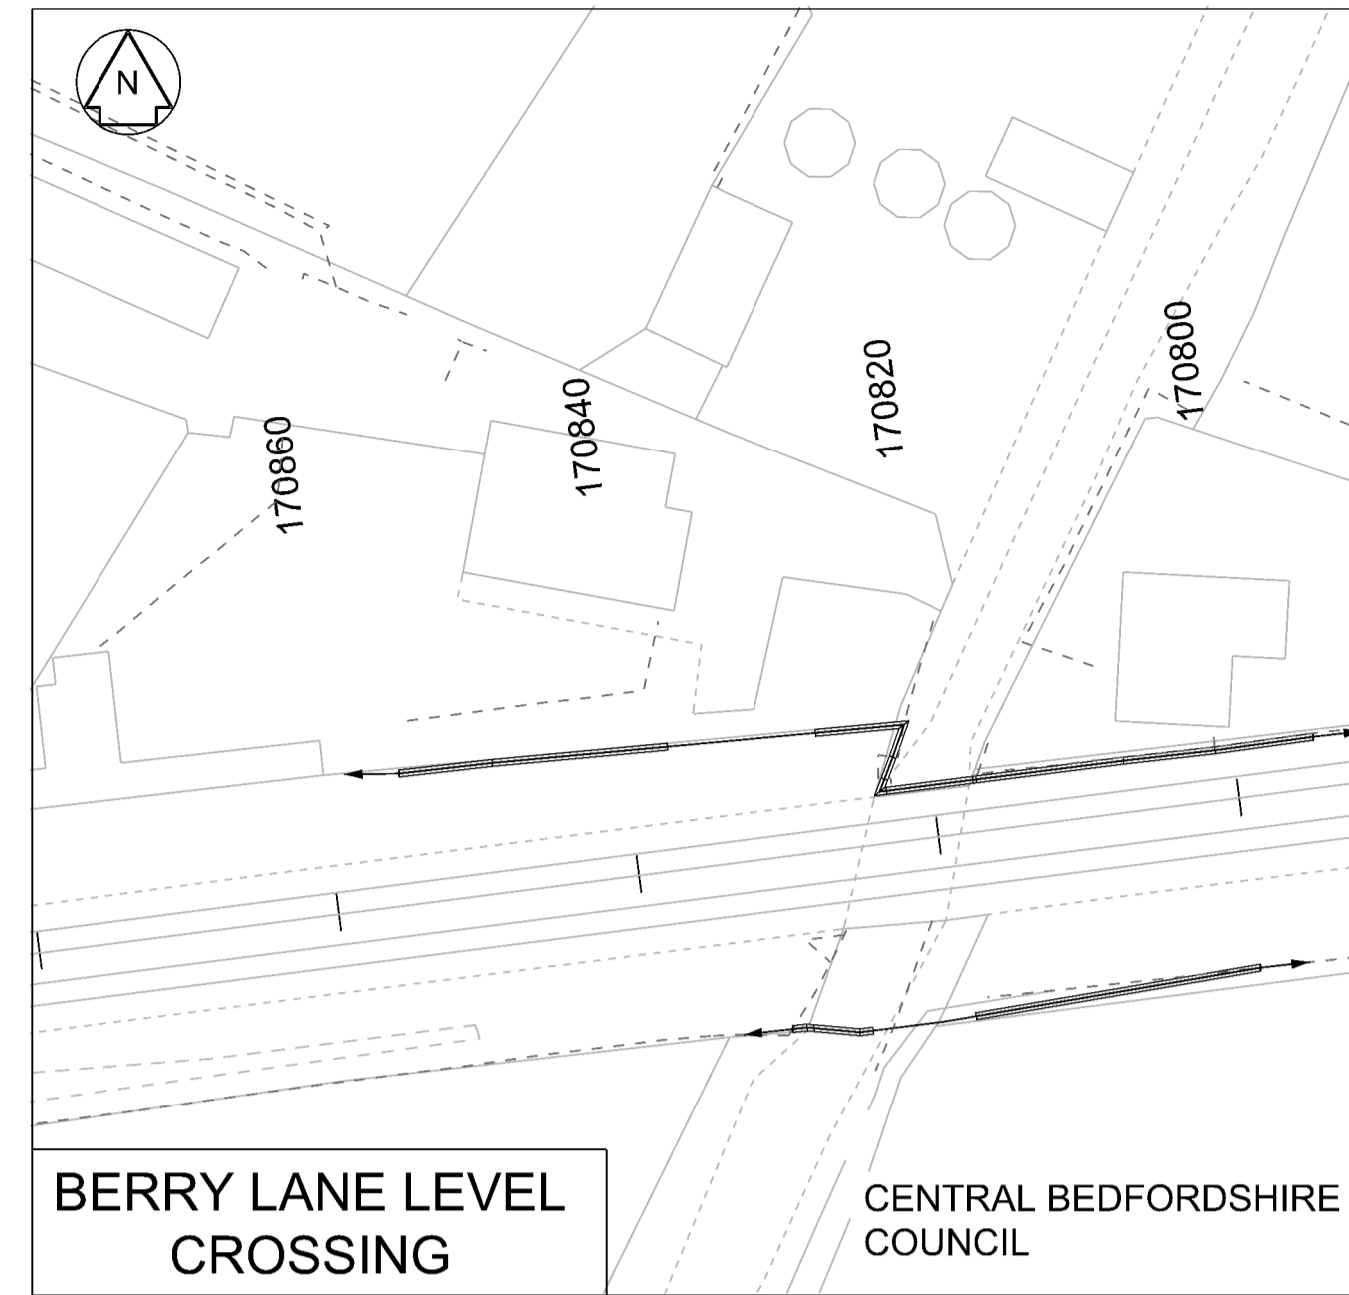 N
170860
170840
170820
170800
BERRY LANE LEVEL
CROSSING
CENTRAL BEDFORDSHIRE
COUNCIL